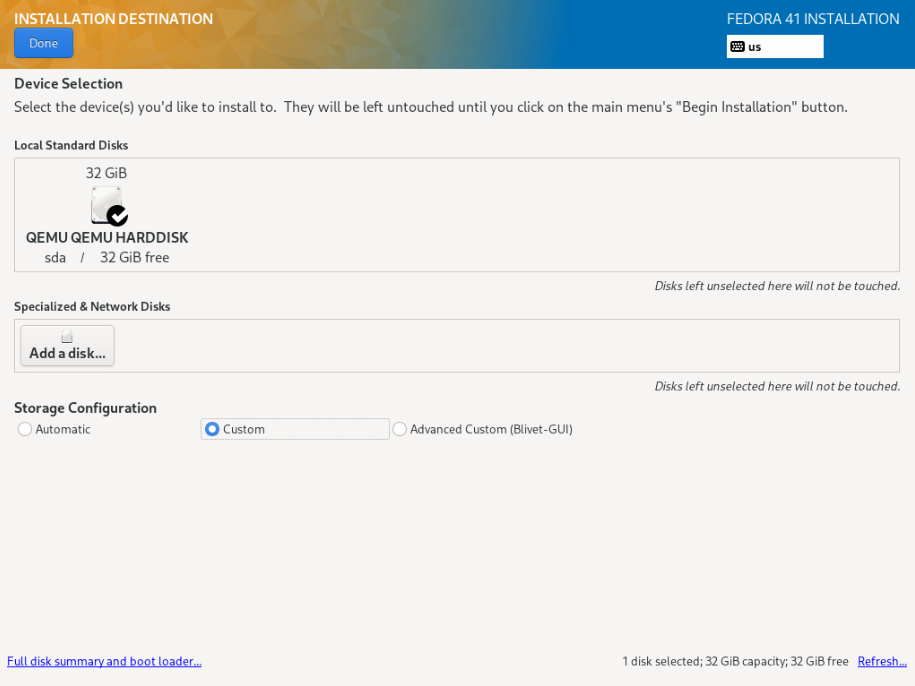 INSTALLATION DESTINATION
FEDORA 41 INSTALLATION
Done
us
Device Selection
Select the device(s) you'd like to install to.  They will be left untouched until you click on the main menu's "Begin Installation" button.
Local Standard Disks
32 GiB
QEMU QEMU HARDDISK
sda / 32 GiB free
Disks left unselected here will not be touched.
Specialized & Network Disks
Add a disk...
Disks left unselected here will not be touched.
Storage Configuration
Automatic Custom Advanced Custom (Blivet-GUI)
Full disk summary and boot loader... 1 disk selected; 32 GiB capacity; 32 GiB free Refresh...